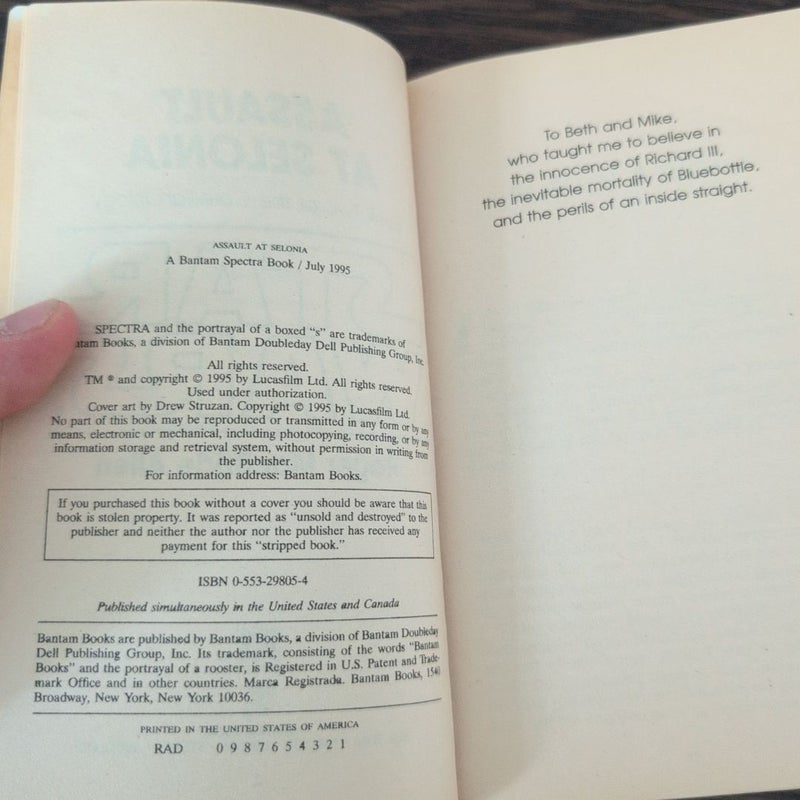 ASSAULT AT SELONIA
A Bantam Spectra Book / July 1995
SPECTRA and the portrayal of a boxed “s” are trademarks of
Books, a division of Bantam Doubleday Dell Publishing Group, Inc.
All rights reserved.
TM ® and copyright © 1995 by Lucasfilm Ltd. All rights reserved.
Used under authorization.
Cover art by Drew Struzan. Copyright © 1995 by Lucasfilm Ltd.
No part of this book may be reproduced or transmitted in any form or by any
means, electronic or mechanical, including photocopying, recording, or by any
information storage and retrieval system, without permission in writing from
the publisher.
For information address: Bantam Books.
If you purchased this book without a cover you should be aware that this
book is stolen property. It was reported as “unsold and destroyed” to the
publisher and neither the author nor the publisher has received any
payment for this “stripped book.”
ISBN 0-553-29805-4
Published simultaneously in the United States and Canada
Bantam Books are published by Bantam Books, a division of Bantam Doubleday
Dell Publishing Group, Inc. Its trademark, consisting of the words “Bantam
Books” and the portrayal of a rooster, is Registered in U.S. Patent and Trade-
mark Office and in other countries. Marca Registrada. Bantam Books, 1540
Broadway, New York, New York 10036.
PRINTED IN THE UNITED STATES OF AMERICA
RAD 0 9 8 7 6 5 4 3 2 1
To Beth and Mike,
who taught me to believe in
the innocence of Richard III,
the inevitable mortality of Bluebottle,
and the perils of an inside straight.